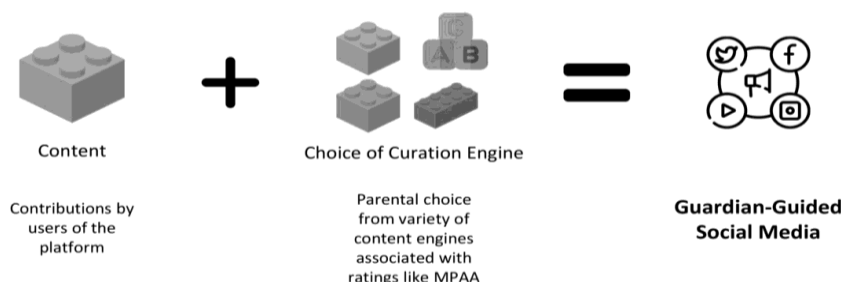 C
A B
f
Content
Choice of Curation Engine
Contributions by
users of the
platform
Parental choice
from variety of
content engines
associated with
ratings like MPAA
Guardian-Guided
Social Media